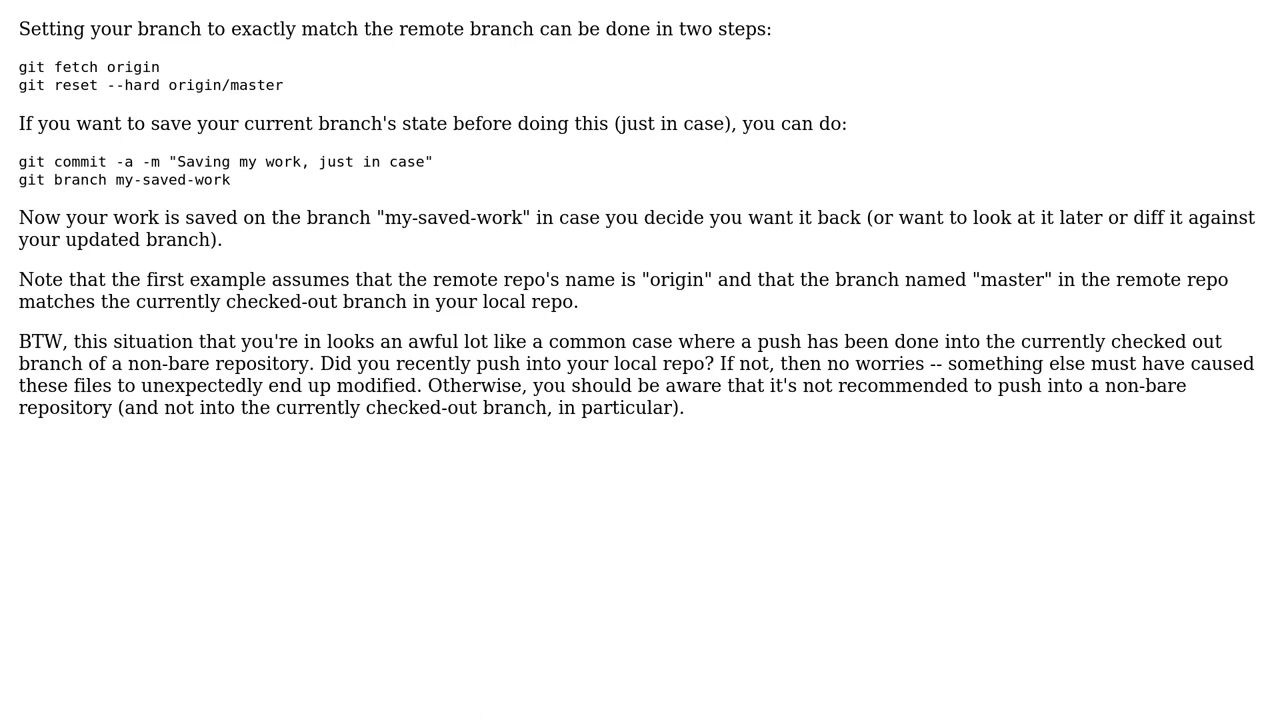 Setting your branch to exactly match the remote branch can be done in two steps:
git fetch origin
git reset --hard origin/master
If you want to save your current branch's state before doing this (just in case), you can do:
git commit -a -m "Saving my work, just in case"
git branch my-saved-work
Now your work is saved on the branch "my-saved-work" in case you decide you want it back (or want to look at it later or diff it against
your updated branch).
Note that the first example assumes that the remote repo's name is "origin" and that the branch named "master" in the remote repo
matches the currently checked-out branch in your local repo.
BTW, this situation that you're in looks an awful lot like a common case where a push has been done into the currently checked out
branch of a non-bare repository. Did you recently push into your local repo? If not, then no worries -- something else must have caused
these files to unexpectedly end up modified. Otherwise, you should be aware that it's not recommended to push into a non-bare
repository (and not into the currently checked-out branch, in particular).